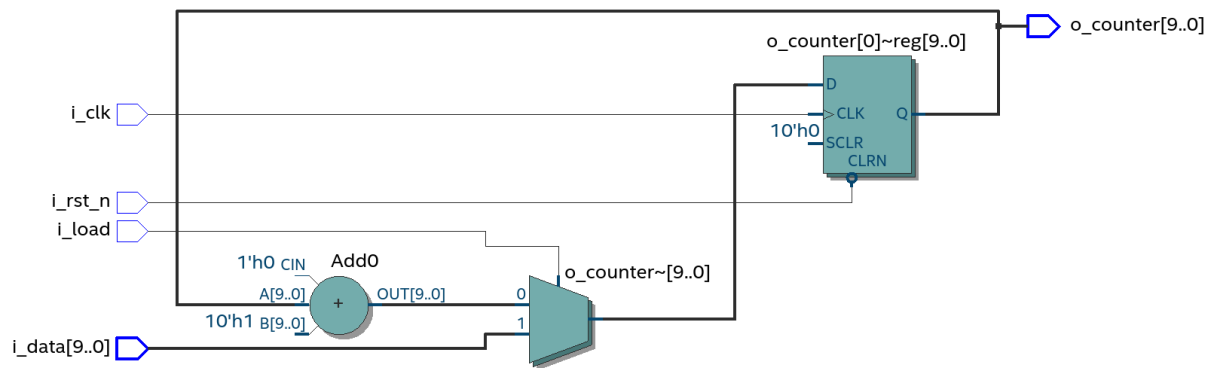 o_counter[9..0]
o_counter[0]~reg[9..0]
D
i_clk
CLK
Q
10'h0
SCLR
CLRN
i_rst_n
i_load
1'h0 CIN
Add0
o_counter~[9..0]
A[9..0]
+
OUT[9..0]
0
10'h1 B[9..0]
1
i_data[9..0]